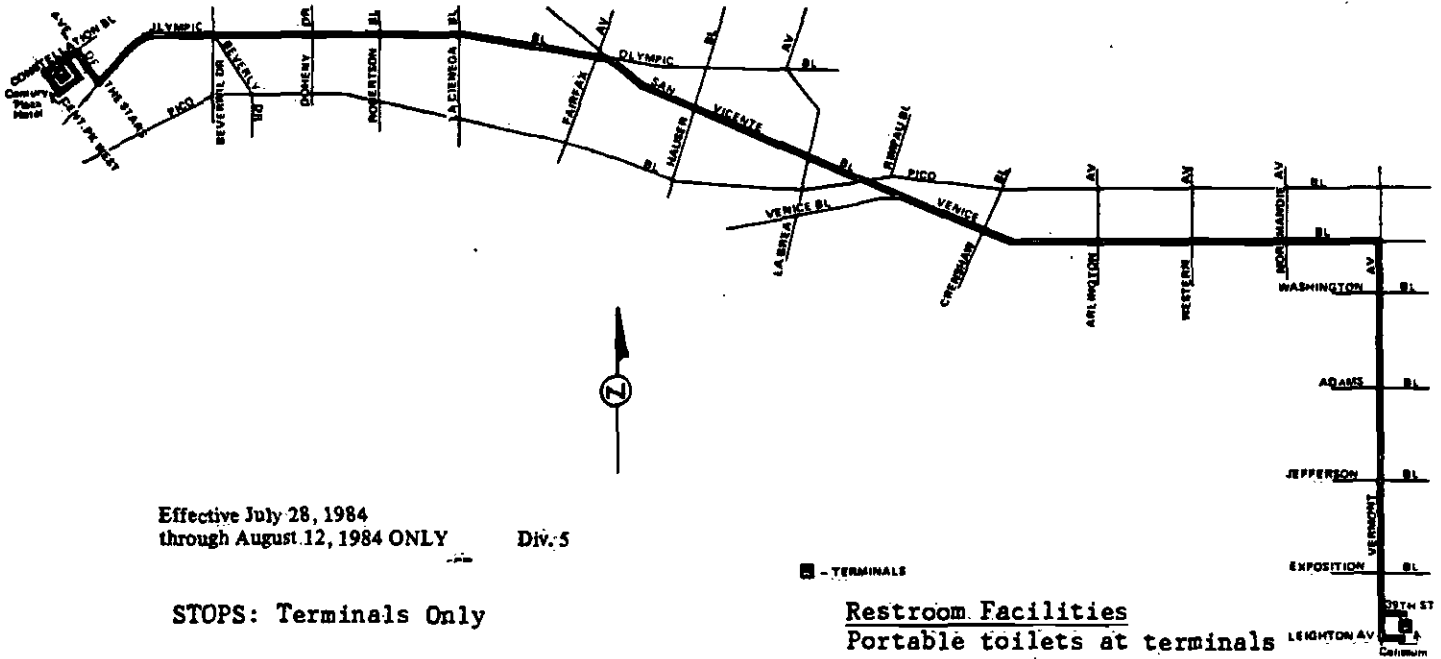 AVE. OF THE STARS
CONSTELLATION BL
Century
Plaza
Hotel
CENT. PK WEST
OLYMPIC
BL
PICO
BEVERWIL DR
BEVERLY
DR
DOHENY
DR
ROBERTSON
BL
LA CIENEGA
BL
FAIRFAX
AV
OLYMPIC
BL
SAN
VICENTE
BL
HAUSER
BL
AV
LA BREA
BL
RIMPAU BL
PICO
BL
VENICE BL
VENICE
BL
CRENSHAW
BL
ARLINGTON
AV
WESTERN
AV
NORMANDIE AV
AV
WASHINGTON
BL
ADAMS
BL
JEFFERSON
BL
VERMONT
EXPOSITION
BL
39TH ST
LEIGHTON AV
Coliseum
Z
Effective July 28, 1984
through August 12, 1984 ONLY Div. 5
STOPS: Terminals Only
- TERMINALS
Restroom Facilities
Portable toilets at terminals